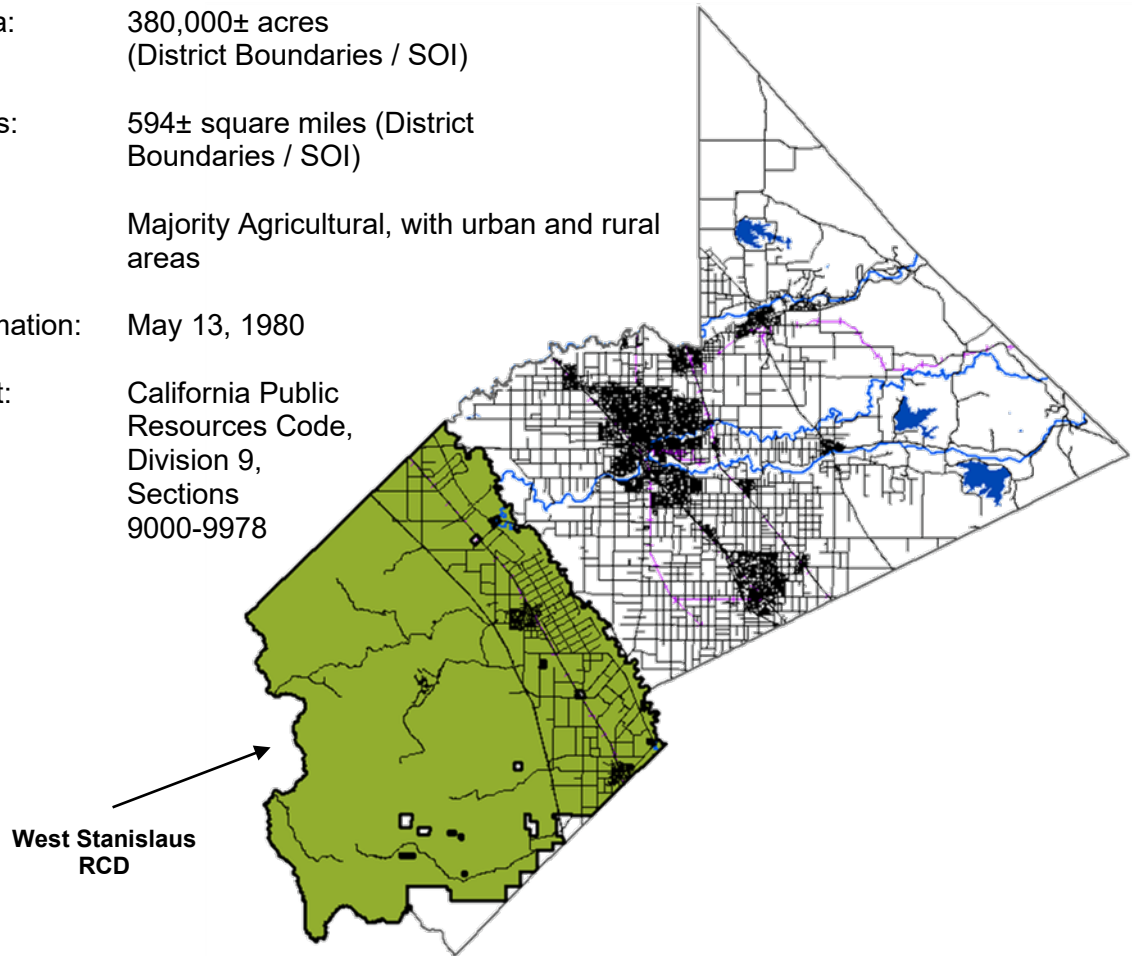 a: 380,000± acres
(District Boundaries / SOI)
s: 594± square miles (District
Boundaries / SOI)
Majority Agricultural, with urban and rural
areas
nation: May 13, 1980
t: California Public
Resources Code,
Division 9,
Sections
9000-9978
West Stanislaus
RCD